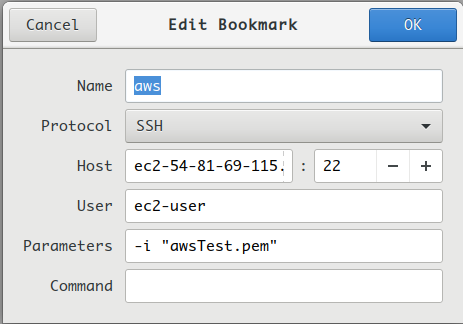 Cancel Edit Bookmark OK
Name aws
Protocol SSH
Host ec2-54-81-69-115. : 22 − +
User ec2-user
Parameters -i "awsTest.pem"
Command